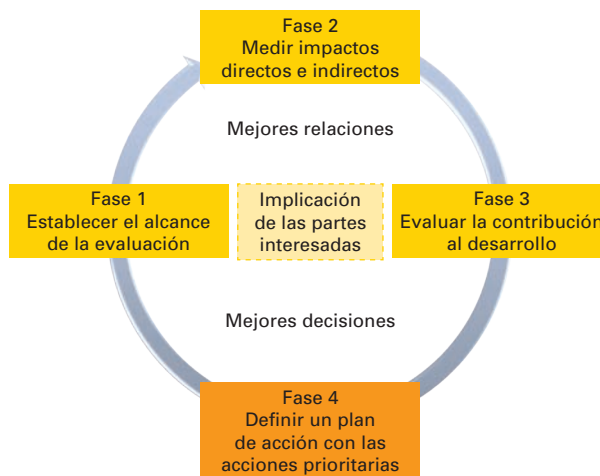 Fase 2
Medir impactos
directos e indirectos
Mejores relaciones
Fase 1
Establecer el alcance
de la evaluación
Implicación
de las partes
interesadas
Fase 3
Evaluar la contribución
al desarrollo
Mejores decisiones
Fase 4
Definir un plan
de acción con las
acciones prioritarias